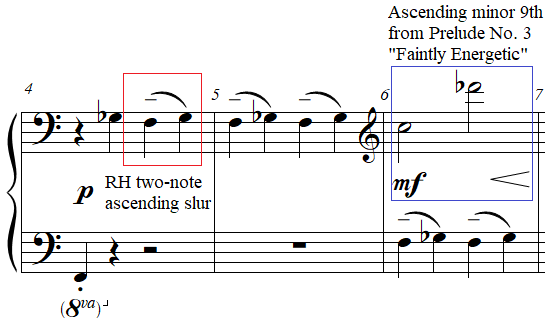 Ascending minor 9th
from Prelude No. 3
"Faintly Energetic"
4
5
6
7
p
RH two-note
ascending slur
mf
(8va)